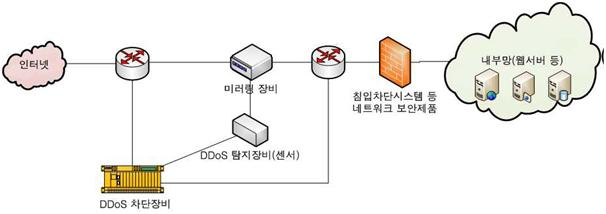 인터넷
미러링 장비
침입차단시스템 등
네트워크 보안제품
내부망(웹서버 등)
DDoS 탐지장비(센서)
DDoS 차단장비